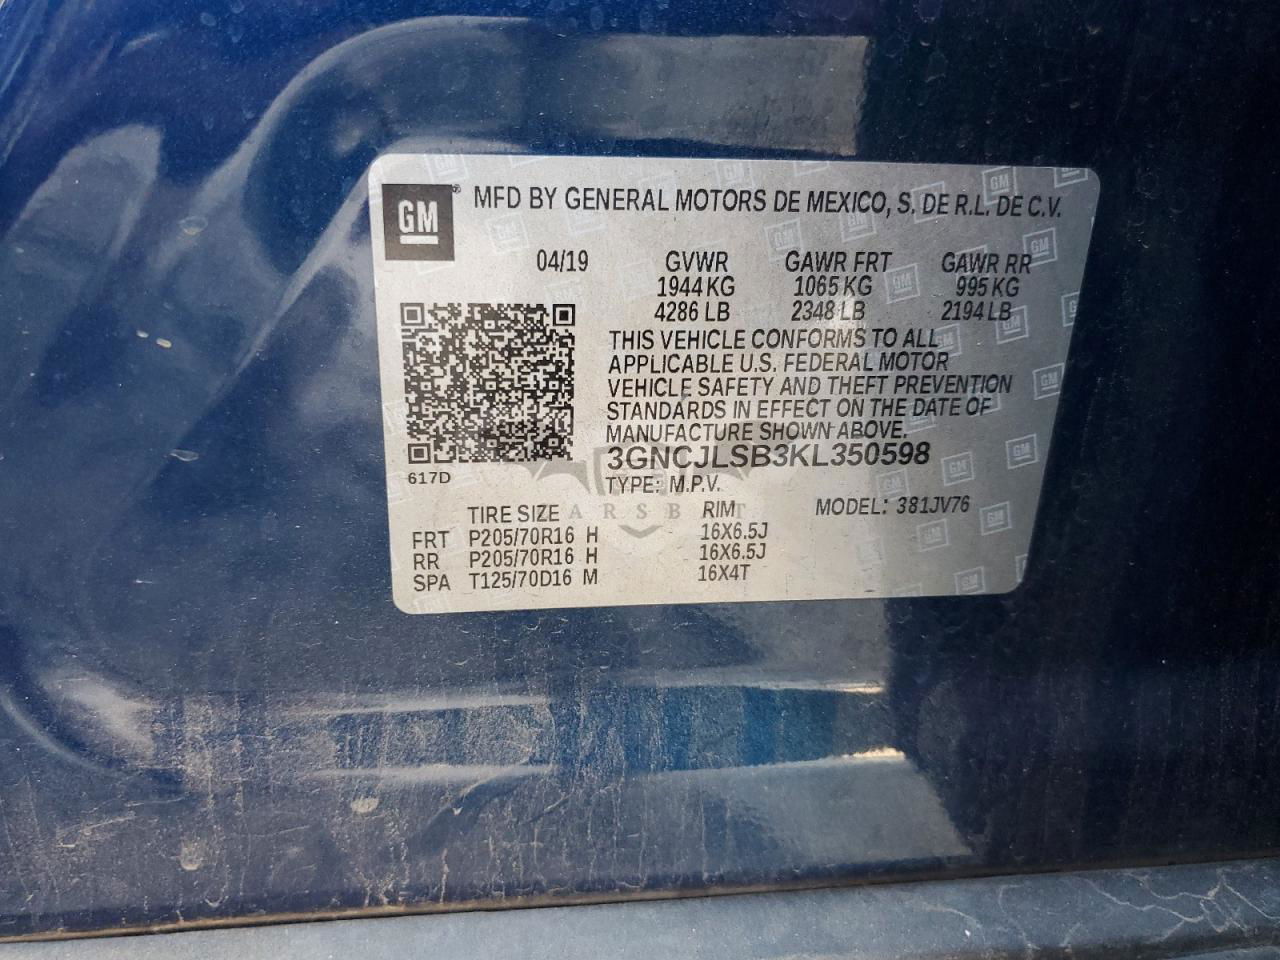 GM® MFD BY GENERAL MOTORS DE MEXICO, S. DE R.L. DE C.V.
04/19 GVWR GAWR FRT GAWR RR
1944 KG 1065 KG 995 KG
4286 LB 2348 LB 2194 LB
THIS VEHICLE CONFORMS TO ALL
APPLICABLE U.S. FEDERAL MOTOR
VEHICLE SAFETY AND THEFT PREVENTION
STANDARDS IN EFFECT ON THE DATE OF
MANUFACTURE SHOWN ABOVE.
3GNCJLSB3KL350598
617D
TYPE: M.P.V.
TIRE SIZE RIM MODEL: 381JV76
FRT P205/70R16 H 16X6.5J
RR P205/70R16 H 16X6.5J
SPA T125/70D16 M 16X4T